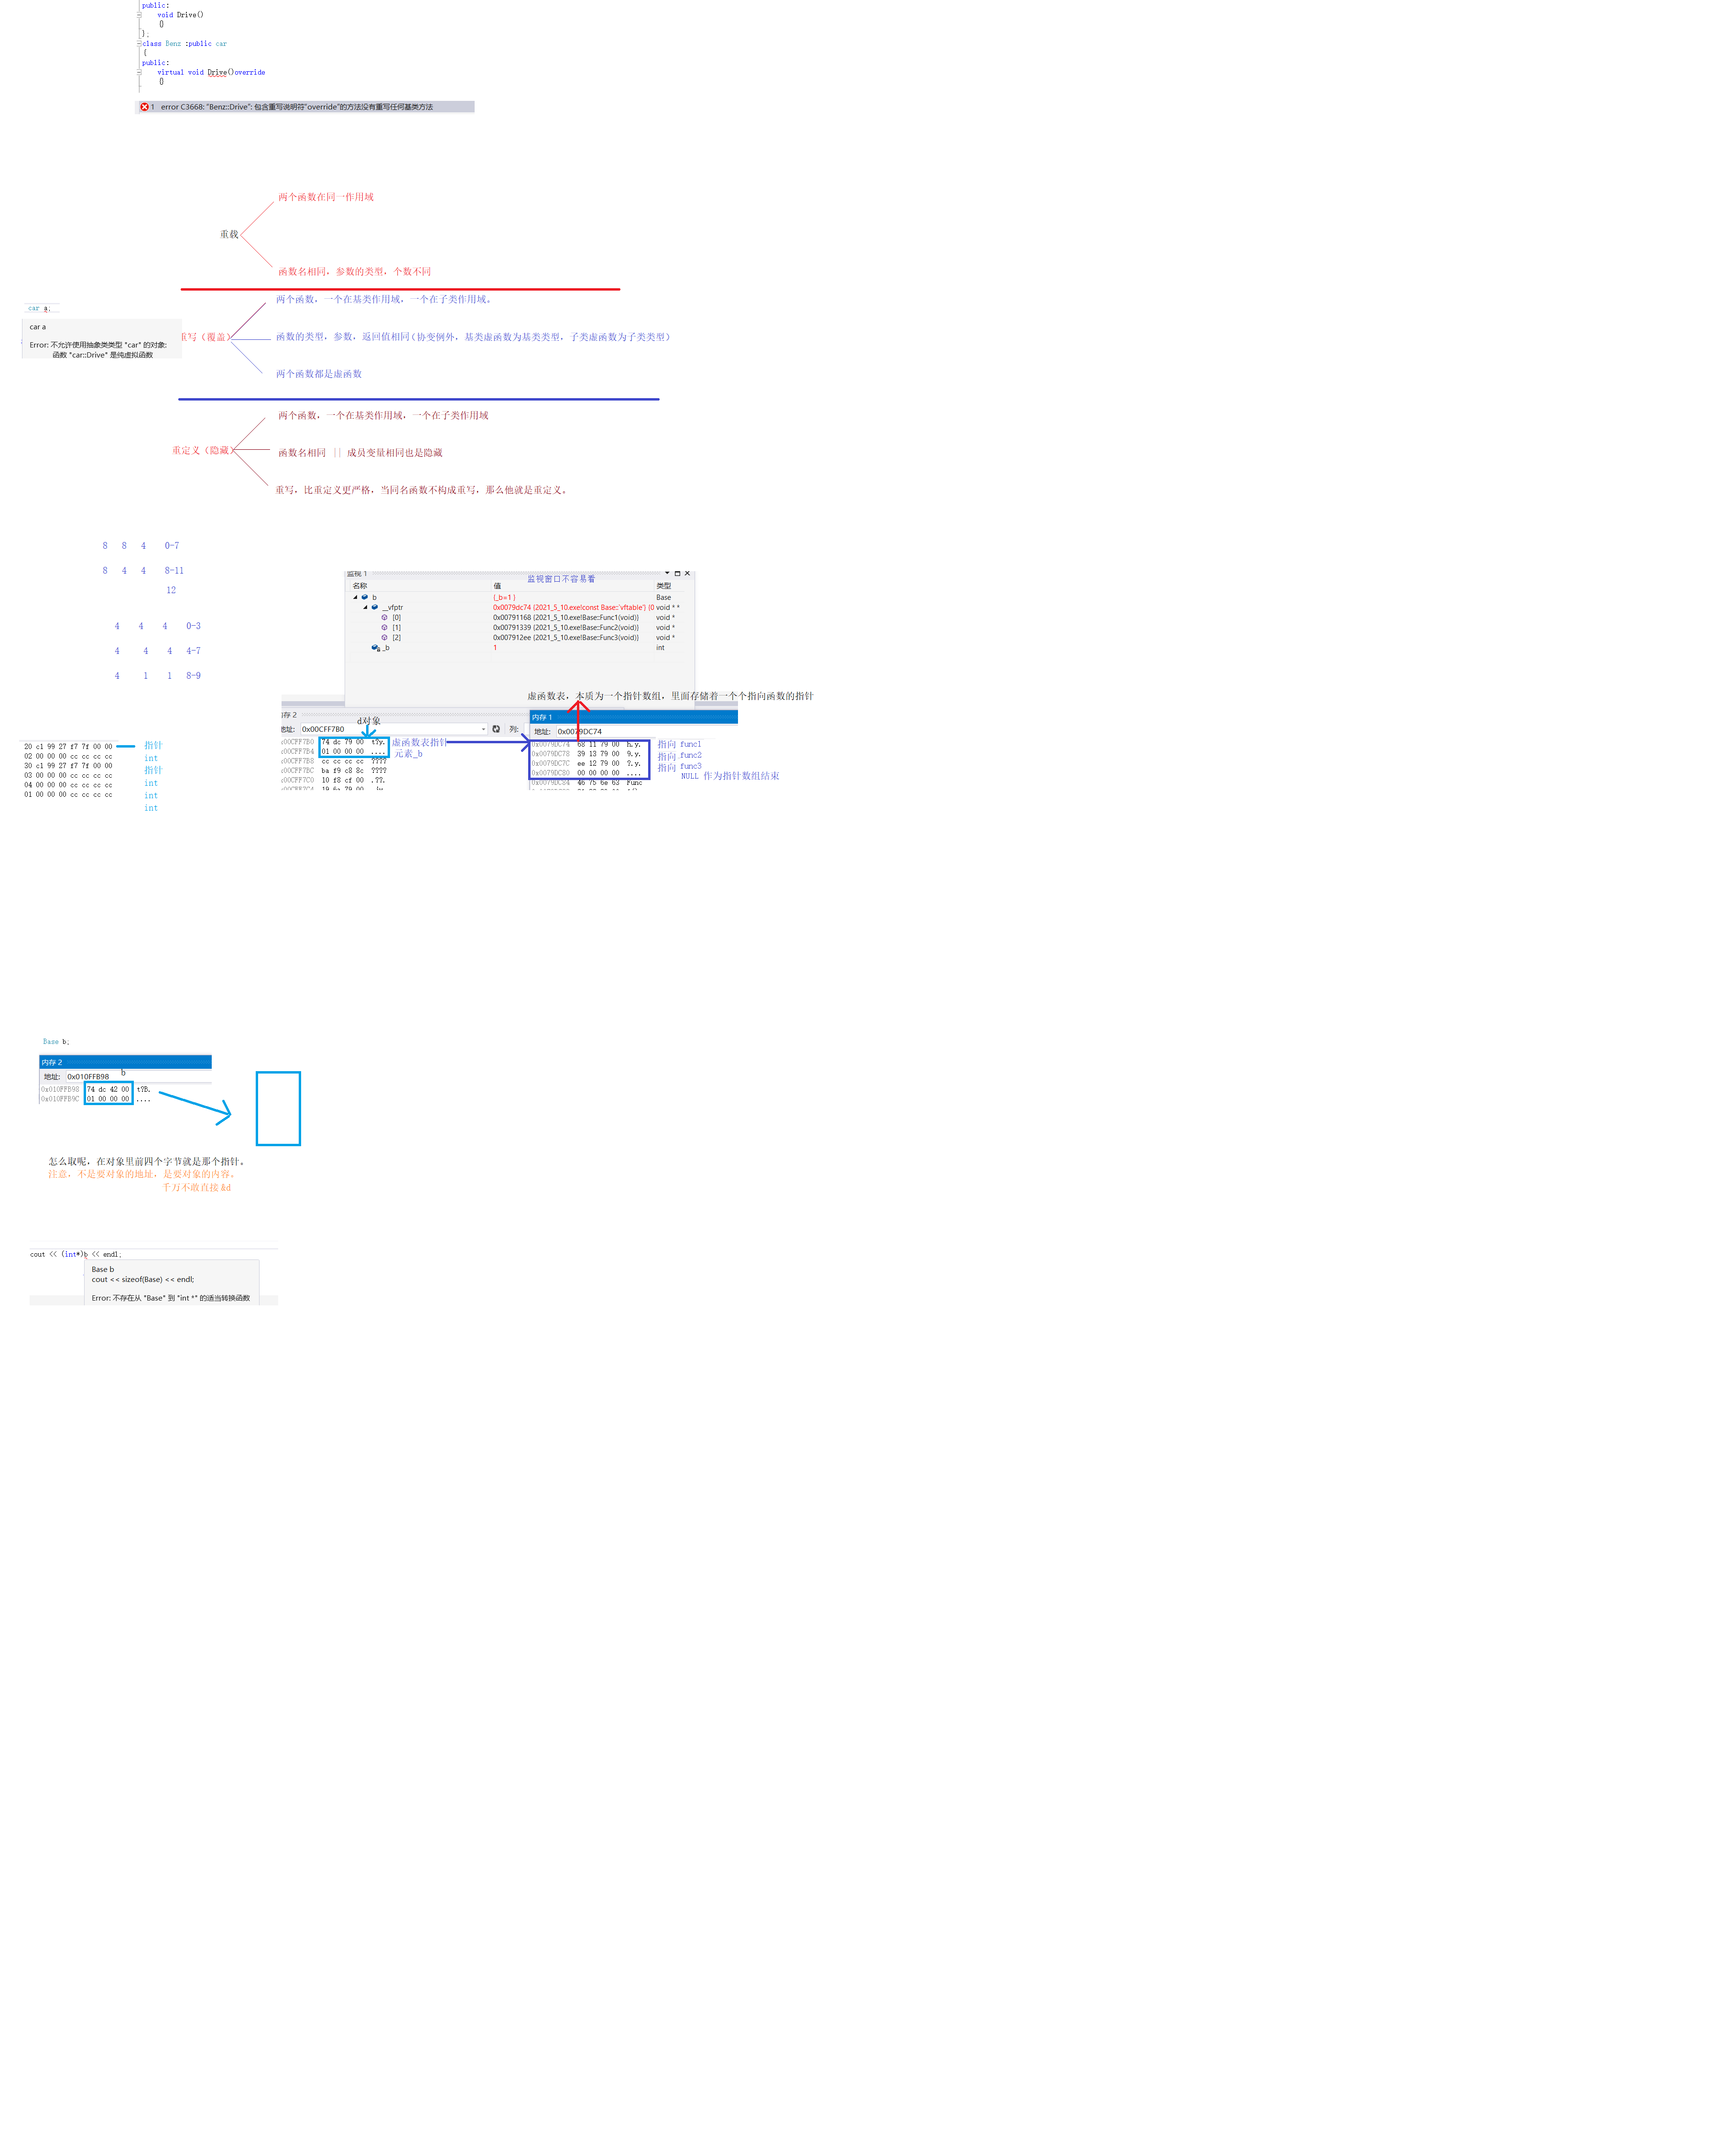 public:
void Drive()
{}
};
class Benz :public car
{
public:
virtual void Drive()override
{}
1 error C3668: "Benz::Drive": 包含重写说明符"override"的方法没有重写任何基类方法
两个函数在同一作用域
重载
函数名相同，参数的类型，个数不同
两个函数，一个在基类作用域，一个在子类作用域。
car a;
car a
Error: 不允许使用抽象类类型 "car" 的对象:
函数 "car::Drive" 是纯虚拟函数
重写（覆盖）
函数的类型，参数，返回值相同(协变例外，基类虚函数为基类类型，子类虚函数为子类类型)
两个函数都是虚函数
两个函数，一个在基类作用域，一个在子类作用域
重定义（隐藏）
函数名相同 || 成员变量相同也是隐藏
重写，比重定义更严格，当同名函数不构成重写，那么他就是重定义。
8 8 4 0-7
8 4 4 8-11
12
4 4 4 0-3
4 4 4 4-7
4 1 1 8-9
监视 1
监视窗口不容易看
名称 值 类型
b {_b=1 } Base
__vfptr 0x0079dc74 {2021_5_10.exe!const Base::`vftable'} {0 void * *
[0] 0x00791168 {2021_5_10.exe!Base::Func1(void)} void *
[1] 0x00791339 {2021_5_10.exe!Base::Func2(void)} void *
[2] 0x007912ee {2021_5_10.exe!Base::Func3(void)} void *
_b 1 int
虚函数表，本质为一个指针数组，里面存储着一个个指向函数的指针
内存 2
d对象
地址: 0x00CFF7B0 列:
0x00CFF7B0 74 dc 79 00 t?y.
0x00CFF7B4 01 00 00 00 ....
0x00CFF7B8 cc cc cc cc ????
0x00CFF7BC ba f9 c8 8c ????
0x00CFF7C0 10 f8 cf 00 .??.
虚函数表指针
元素_b
内存 1
地址: 0x0079DC74
0x0079DC74 68 11 79 00 h.y.
0x0079DC78 39 13 79 00 9.y.
0x0079DC7C ee 12 79 00 ?.y.
0x0079DC80 00 00 00 00 ....
0x0079DC84 46 75 6e 63 Func
指向 func1
指向 func2
指向 func3
NULL 作为指针数组结束
20 c1 99 27 f7 7f 00 00
02 00 00 00 cc cc cc cc
30 c1 99 27 f7 7f 00 00
03 00 00 00 cc cc cc cc
04 00 00 00 cc cc cc cc
01 00 00 00 cc cc cc cc
指针
int
指针
int
int
int
Base b;
内存 2
地址: 0x010FFB98
b
0x010FFB98 74 dc 42 00 t?B.
0x010FFB9C 01 00 00 00 ....
怎么取呢，在对象里前四个字节就是那个指针。
注意，不是要对象的地址，是要对象的内容。
千万不敢直接&d
cout << (int*)b << endl;
Base b
cout << sizeof(Base) << endl;
Error: 不存在从 "Base" 到 "int *" 的适当转换函数